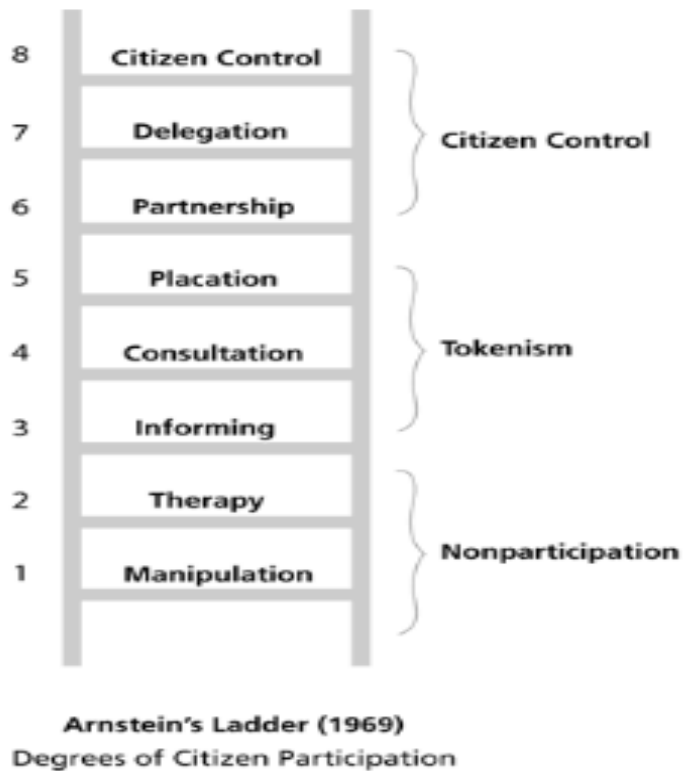 8 Citizen Control
7 Delegation
Citizen Control
6 Partnership
5 Placation
4 Consultation
Tokenism
3 Informing
2 Therapy
Nonparticipation
1 Manipulation
Arnstein's Ladder (1969)
Degrees of Citizen Participation